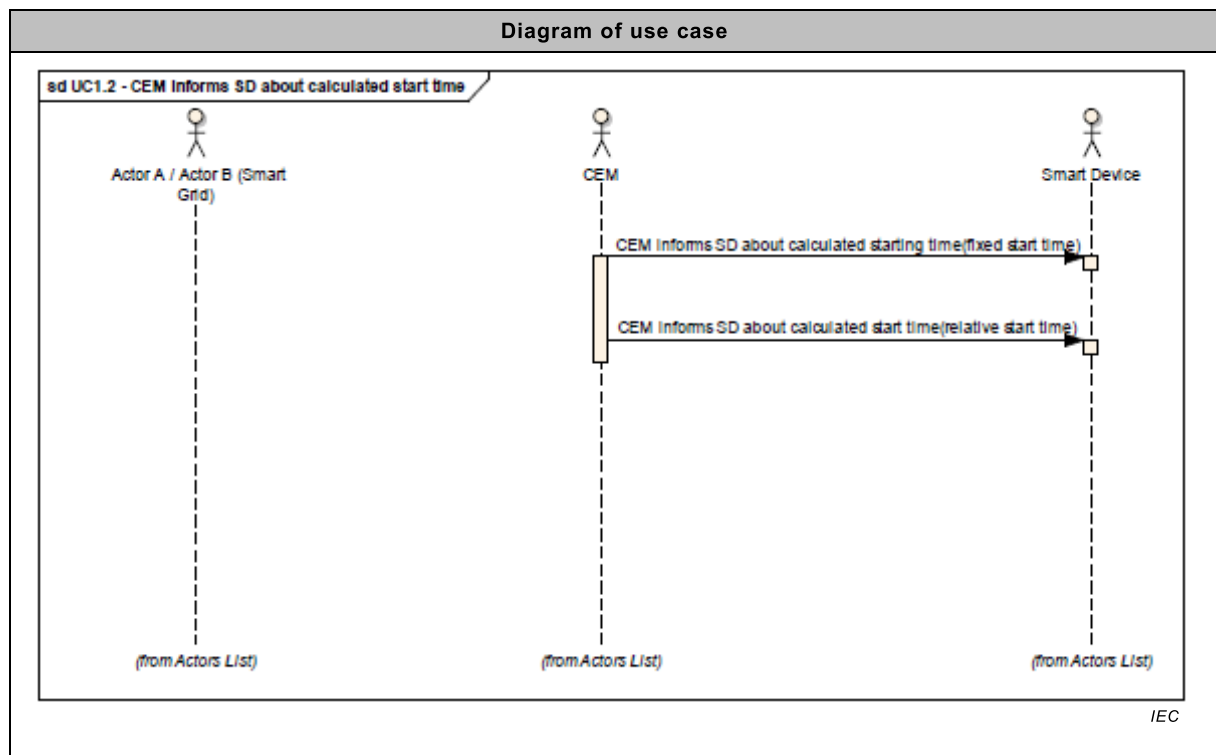 Diagram of use case
sd UC1.2 - CEM informs SD about calculated start time
Actor A / Actor B (Smart
Grid)
CEM
Smart Device
CEM informs SD about calculated starting time(fixed start time)
CEM informs SD about calculated start time(relative start time)
(from Actors List)
(from Actors List)
(from Actors List)
IEC